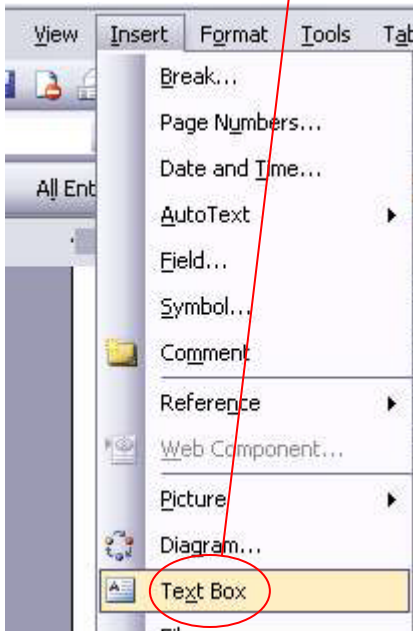 View Insert Format Tools
All Ent
Break...
Page Numbers...
Date and Time...
AutoText
Field...
Symbol...
Comment
Reference
Web Component...
Picture
Diagram...
Text Box